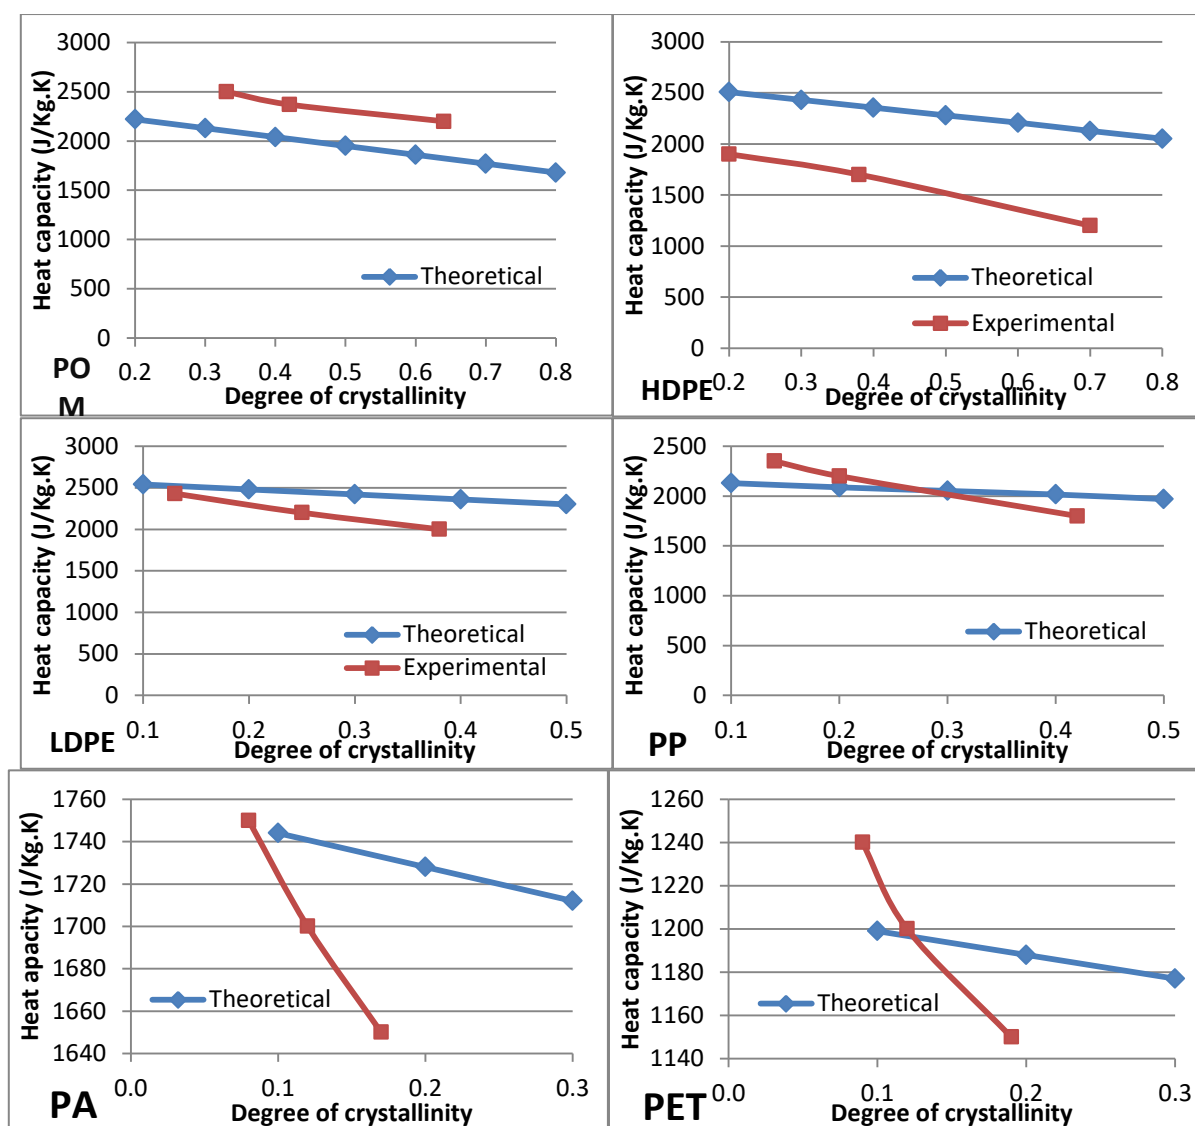 Heat capacity (J/Kg.K)
3000
2500
2000
1500
1000
500
0
Theoretical
0.2 0.3 0.4 0.5 0.6 0.7 0.8
Degree of crystallinity
PO
M
Heat capacity (J/Kg.K)
3000
2500
2000
1500
1000
500
0
Theoretical
Experimental
0.2 0.3 0.4 0.5 0.6 0.7 0.8
Degree of crystallinity
HDPE
Heat capacity (J/Kg.K)
3000
2500
2000
1500
1000
500
0
Theoretical
Experimental
0.1 0.2 0.3 0.4 0.5
Degree of crystallinity
LDPE
Heat capacity (J/Kg.K)
2500
2000
1500
1000
500
0
Theoretical
0.1 0.2 0.3 0.4 0.5
Degree of crystallinity
PP
Heat apacity (J/Kg.K)
1760
1740
1720
1700
1680
1660
1640
Theoretical
0.0 0.1 0.2 0.3
Degree of crystallinity
PA
Heat capacity (J/Kg.K)
1260
1240
1220
1200
1180
1160
1140
Theoretical
0.0 0.1 0.2 0.3
Degree of crystallinity
PET